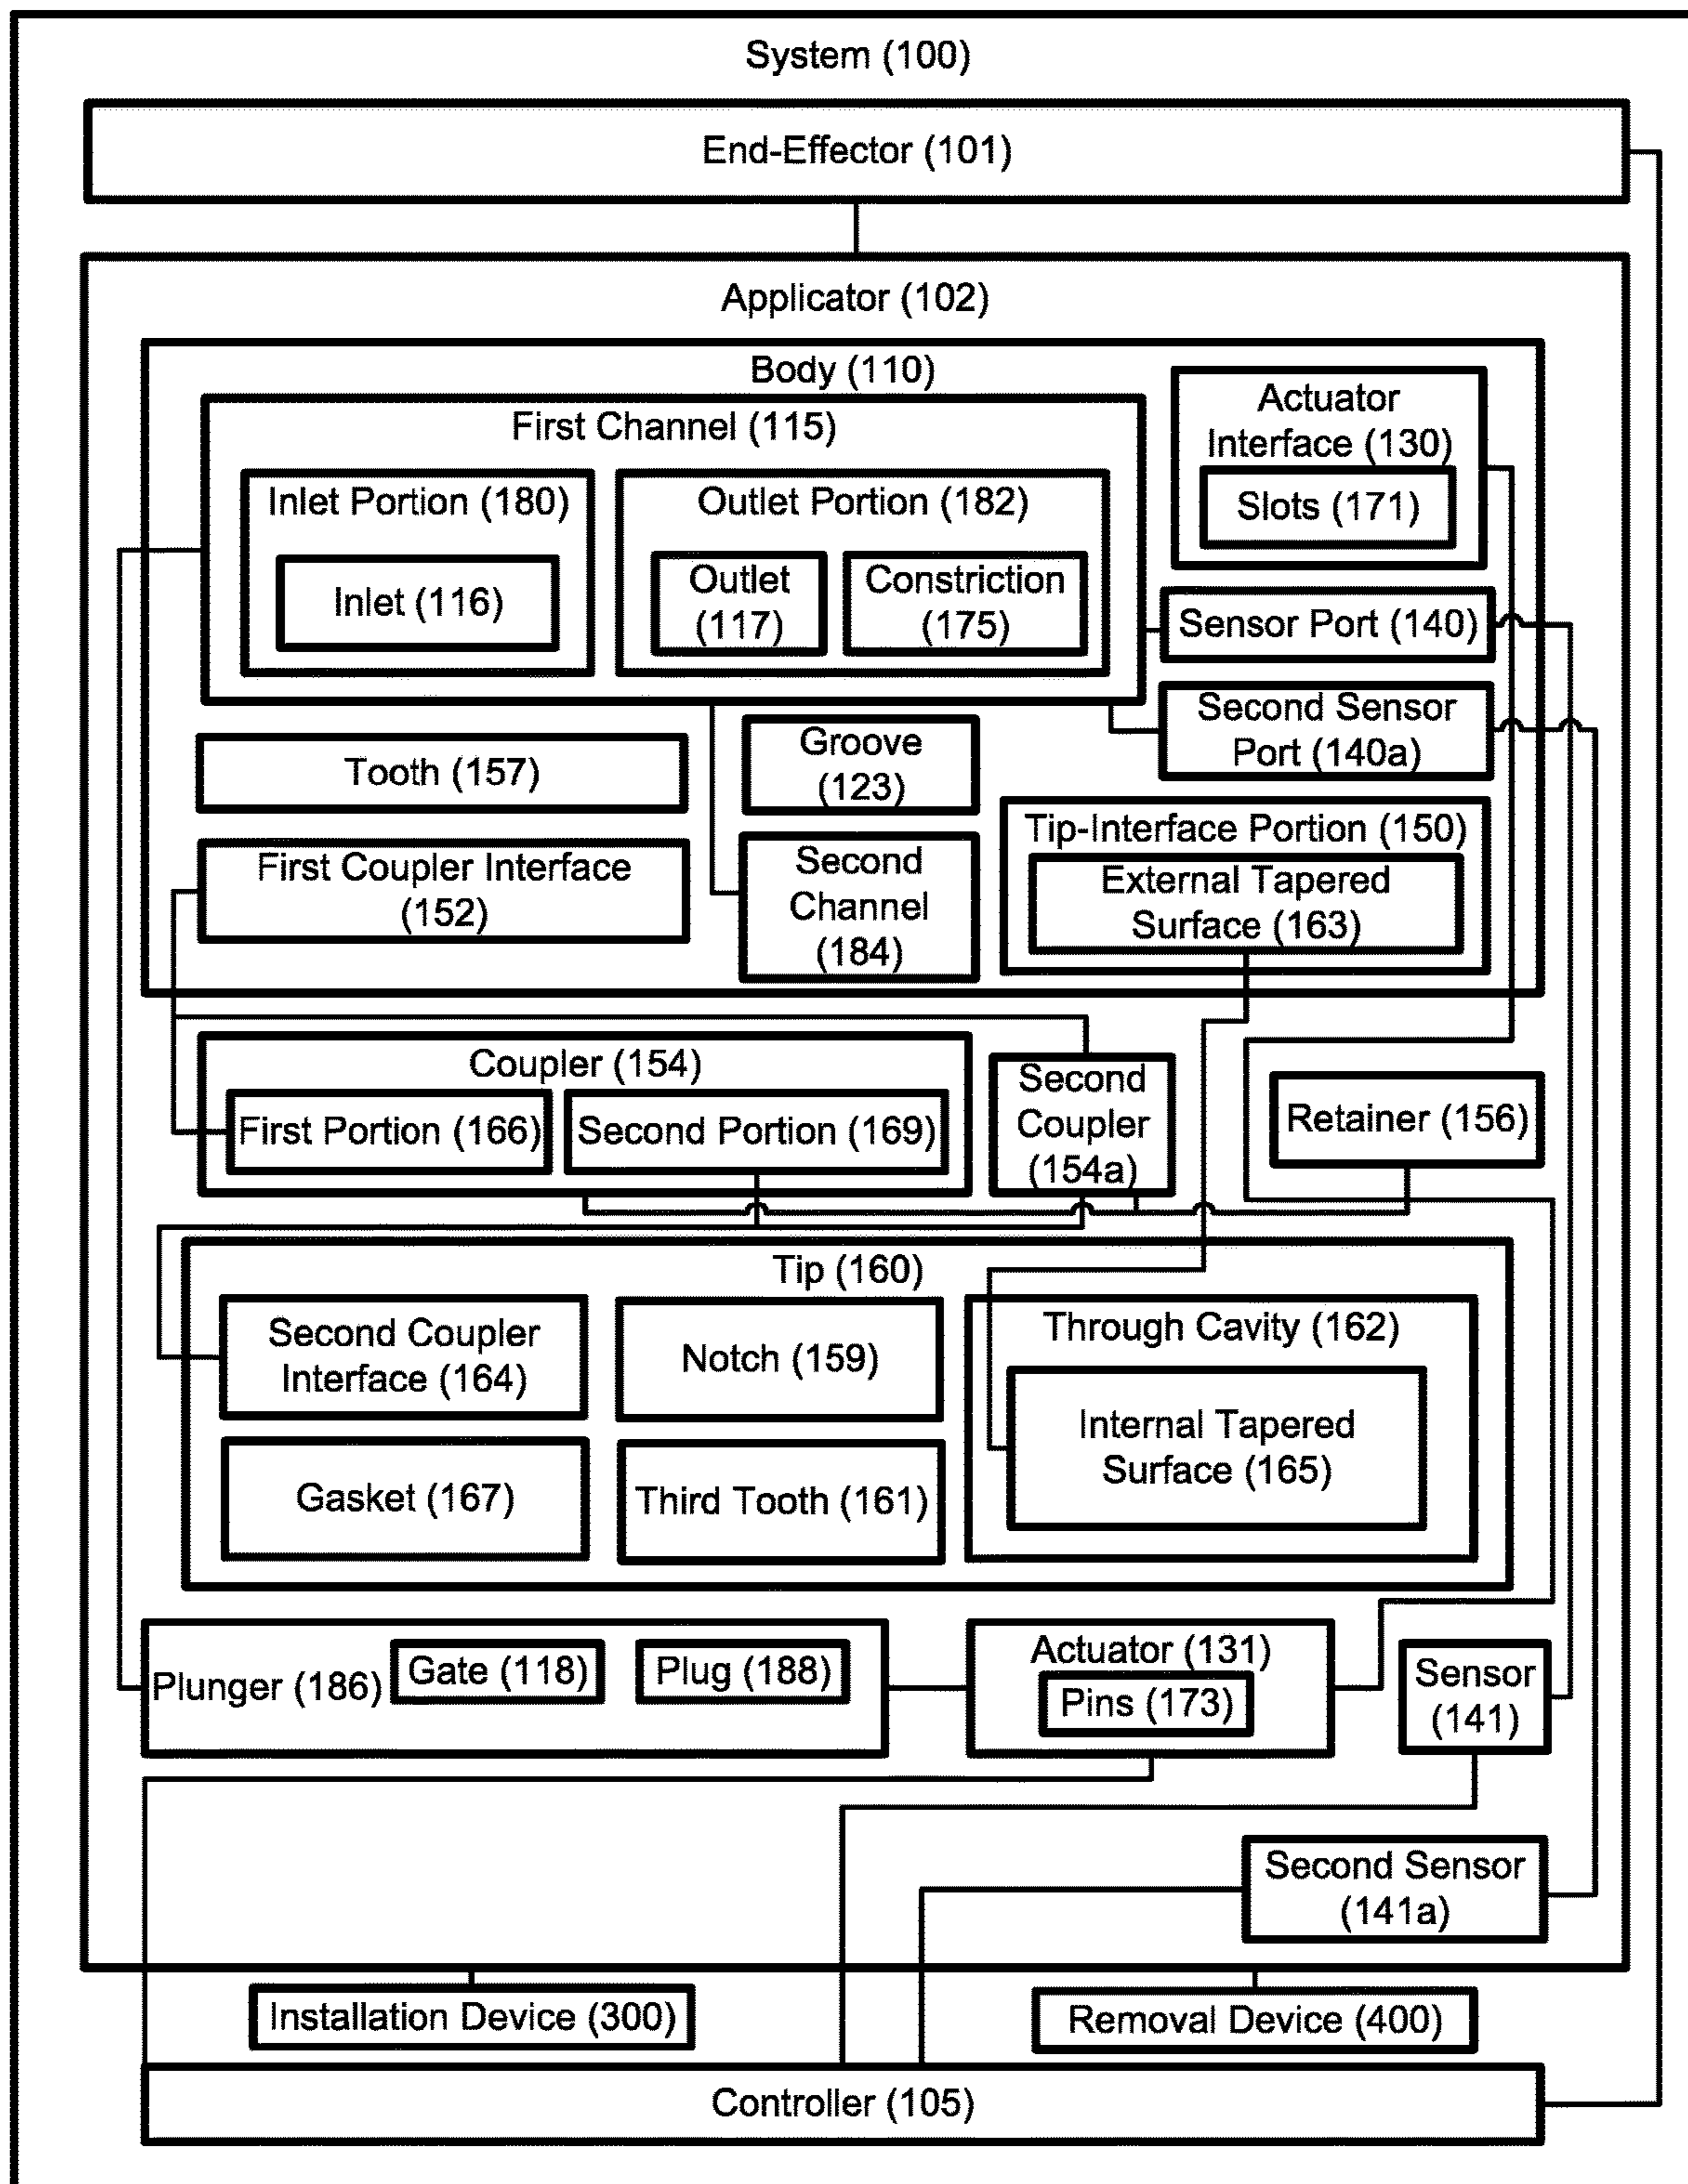 System (100)
End-Effector (101)
Applicator (102)
Body (110)
First Channel (115)
Inlet Portion (180)
Inlet (116)
Outlet Portion (182)
Outlet
(117)
Constriction
(175)
Actuator
Interface (130)
Slots (171)
Sensor Port (140)
Second Sensor
Port (140a)
Tooth (157)
Groove
(123)
First Coupler Interface
(152)
Second
Channel
(184)
Tip-Interface Portion (150)
External Tapered
Surface (163)
Coupler (154)
First Portion (166)
Second Portion (169)
Second
Coupler
(154a)
Retainer (156)
Tip (160)
Second Coupler
Interface (164)
Notch (159)
Through Cavity (162)
Internal Tapered
Surface (165)
Gasket (167)
Third Tooth (161)
Plunger (186)
Gate (118)
Plug (188)
Actuator (131)
Pins (173)
Sensor
(141)
Second Sensor
(141a)
Installation Device (300)
Removal Device (400)
Controller (105)